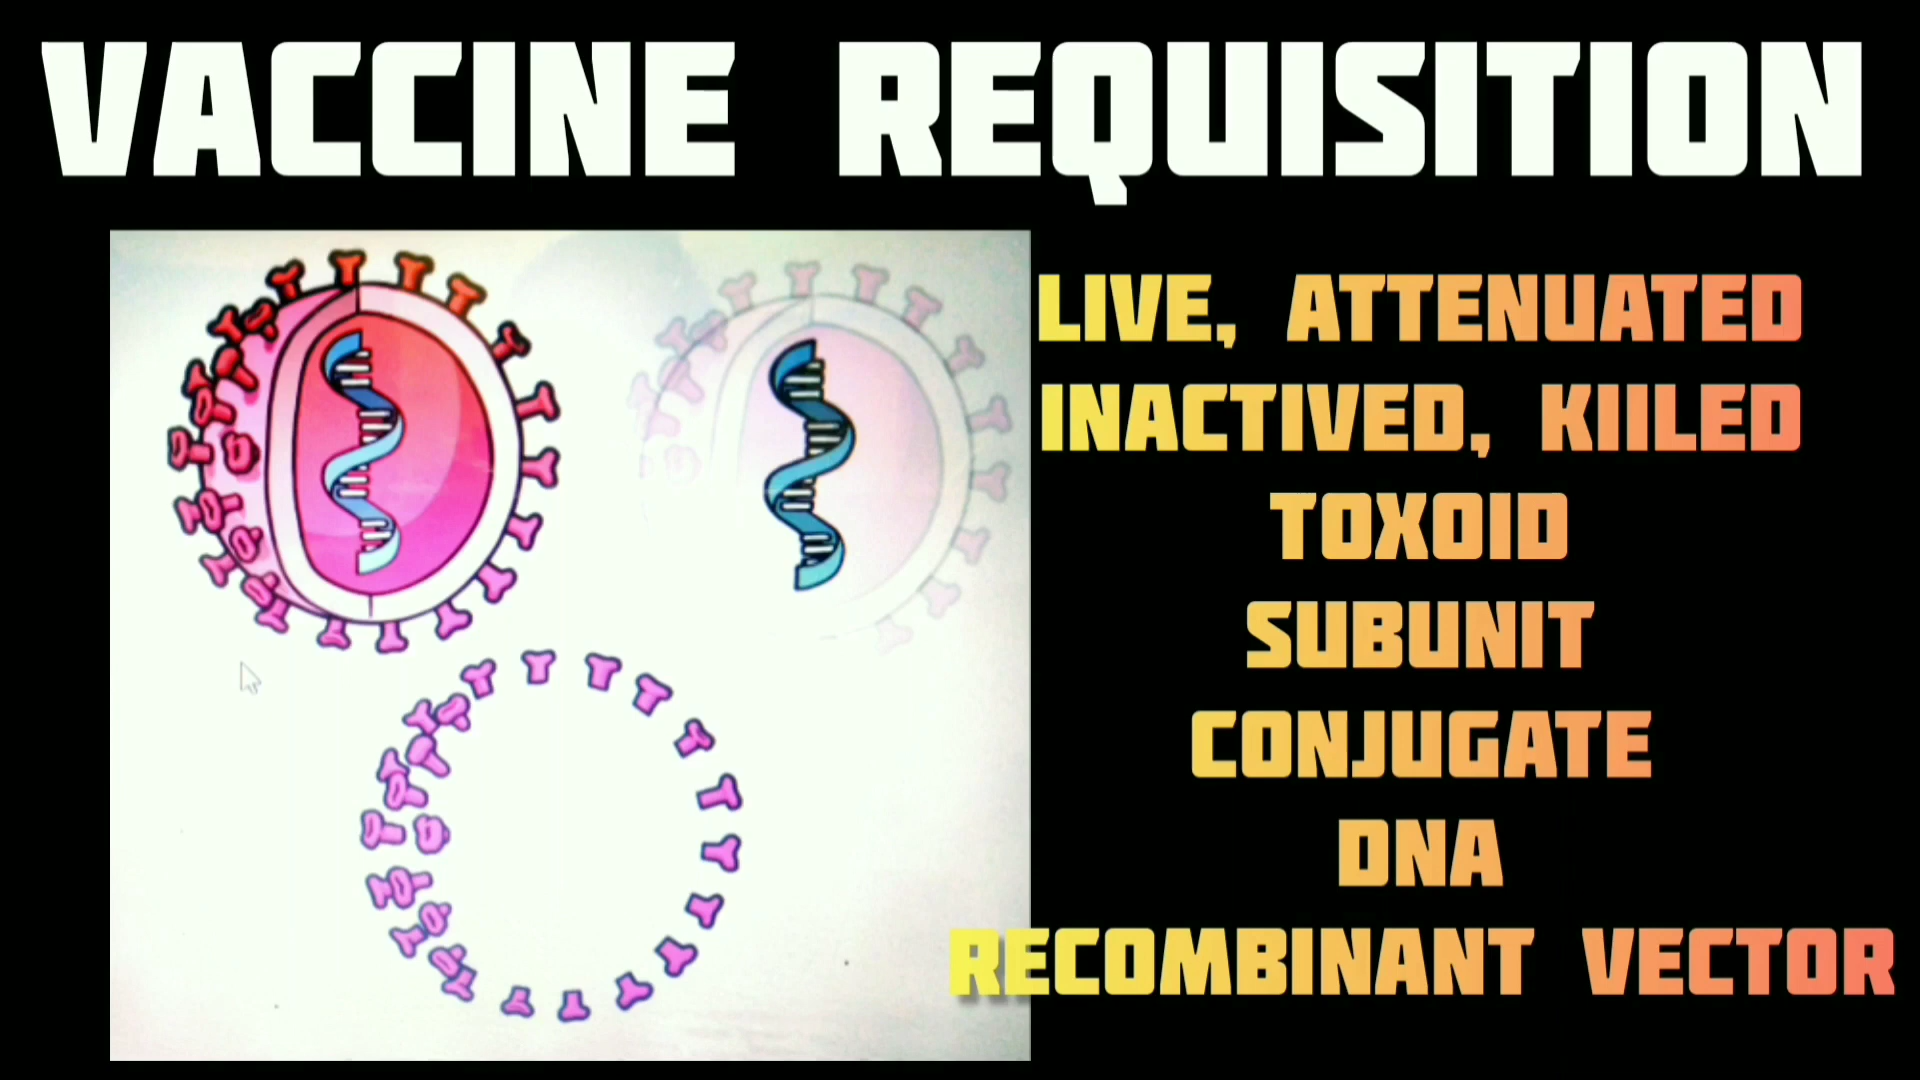 VACCINE REQUISITION
LIVE, ATTENUATED
INACTIVED, KIILED
TOXOID
SUBUNIT
CONJUGATE
DNA
RECOMBINANT VECTOR